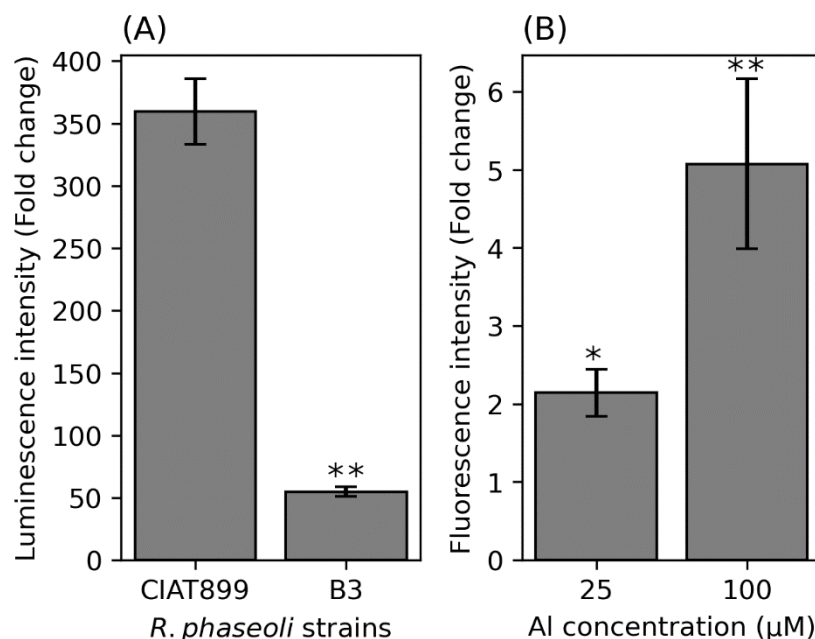 (A)
Luminescence intensity (Fold change)
400
350
300
250
200
150
100
50
0
**
CIAT899 B3
R. phaseoli strains
(B)
Fluorescence intensity (Fold change)
6
5
4
3
2
1
0
*
**
25 100
Al concentration (μM)